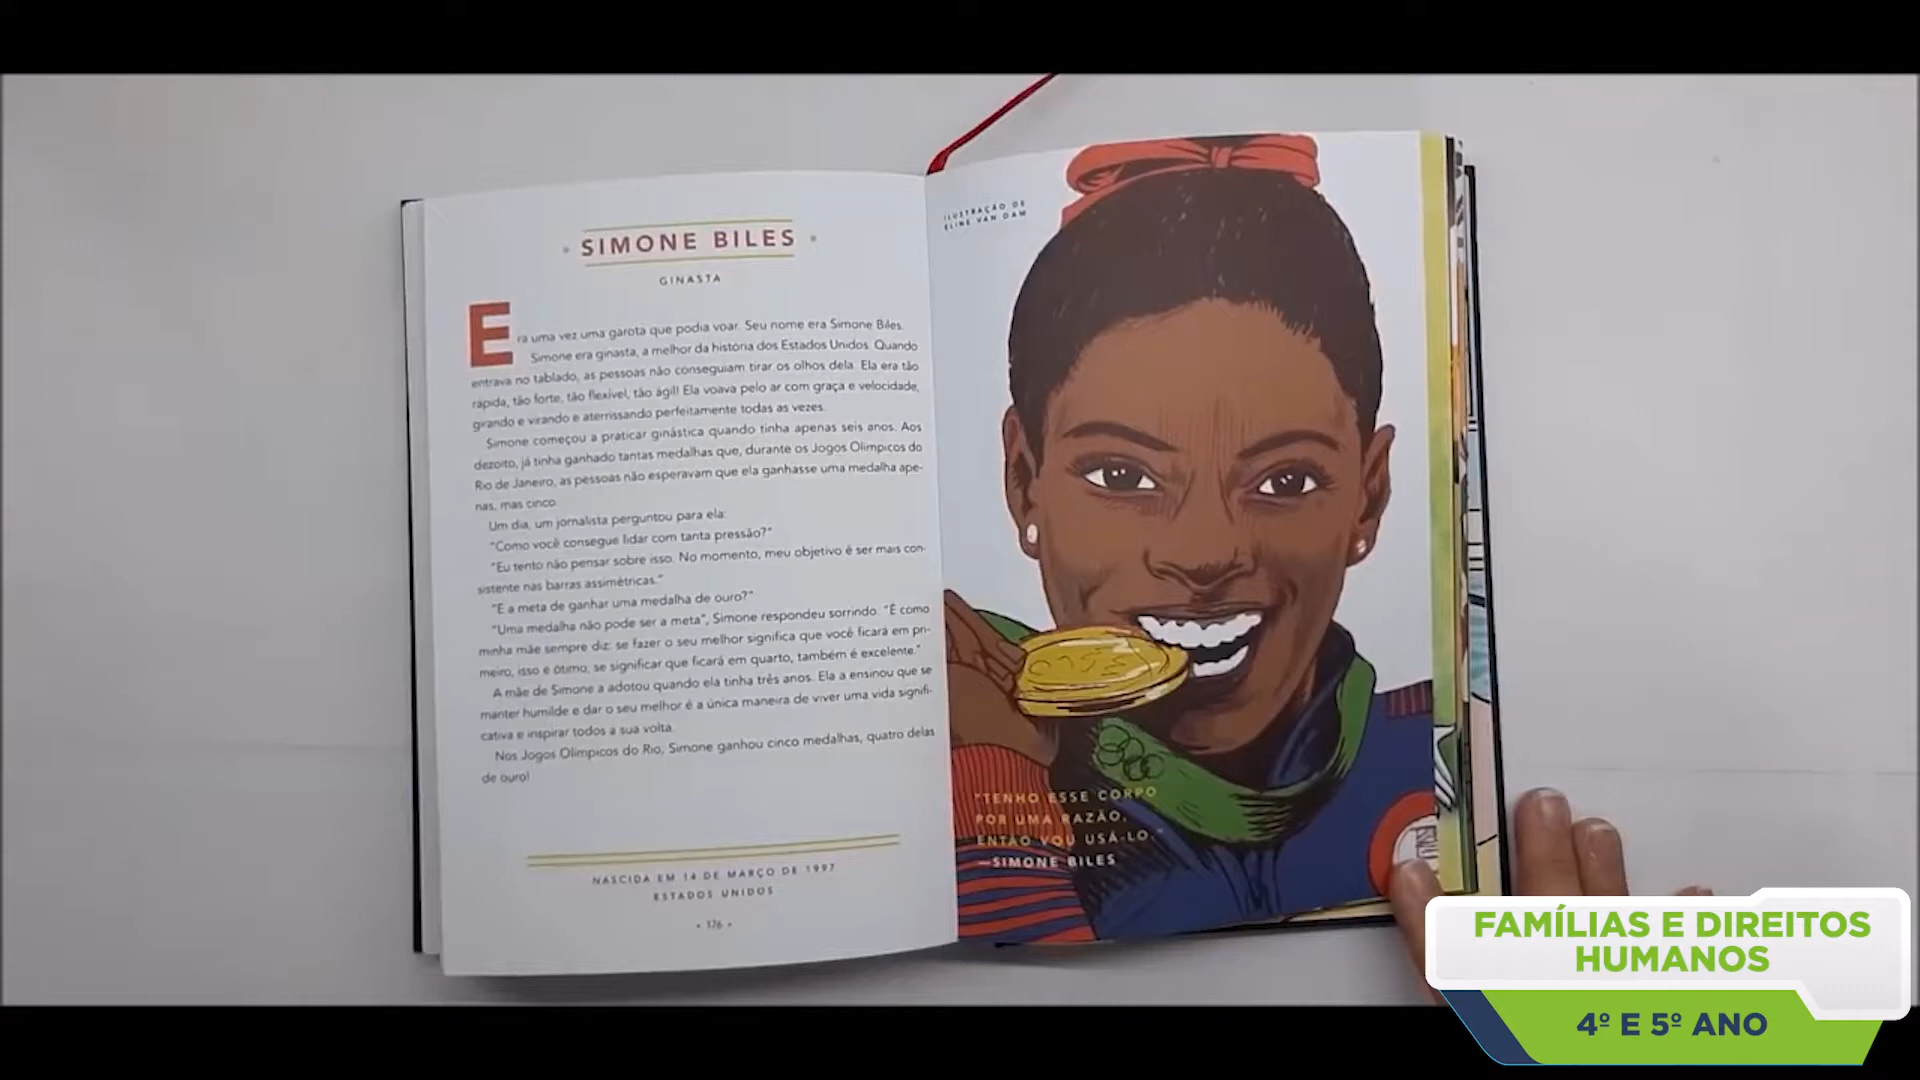 SIMONE BILES
GINASTA
Era uma vez uma garota que podia voar. Seu nome era Simone Biles.
Simone era ginasta, a melhor da história dos Estados Unidos. Quando
entrava no tablado, as pessoas não conseguiam tirar os olhos dela. Ela era tão
rápida, tão forte, tão flexível, tão ágil! Ela voava pelo ar com graça e velocidade,
girando e virando e aterrissando perfeitamente todas as vezes.
Simone começou a praticar ginástica quando tinha apenas seis anos. Aos
dezoito, já tinha ganhado tantas medalhas que, durante os Jogos Olímpicos do
Rio de Janeiro, as pessoas não esperavam que ela ganhasse uma medalha ape-
nas, mas cinco.
Um dia, um jornalista perguntou para ela:
"Como você consegue lidar com tanta pressão?"
"Eu tento não pensar sobre isso. No momento, meu objetivo é ser mais con-
sistente nas barras assimétricas."
"E a meta de ganhar uma medalha de ouro?"
"Uma medalha não pode ser a meta", Simone respondeu sorrindo. "É como
minha mãe sempre diz: se fazer o seu melhor significa que você ficará em pri-
meiro, isso é ótimo; se significar que ficará em quarto, também é excelente."
A mãe de Simone a adotou quando ela tinha três anos. Ela a ensinou que se
manter humilde e dar o seu melhor é a única maneira de viver uma vida signifi-
cativa e inspirar todos a sua volta.
Nos Jogos Olímpicos do Rio, Simone ganhou cinco medalhas, quatro delas
de ouro!
NASCIDA EM 14 DE MARÇO DE 1997
ESTADOS UNIDOS
• 176 •
ILUSTRAÇÃO DE
ELINE VAN DAM
"TENHO ESSE CORPO
POR UMA RAZÃO,
ENTÃO VOU USÁ-LO."
—SIMONE BILES
FAMÍLIAS E DIREITOS
HUMANOS
4º E 5º ANO